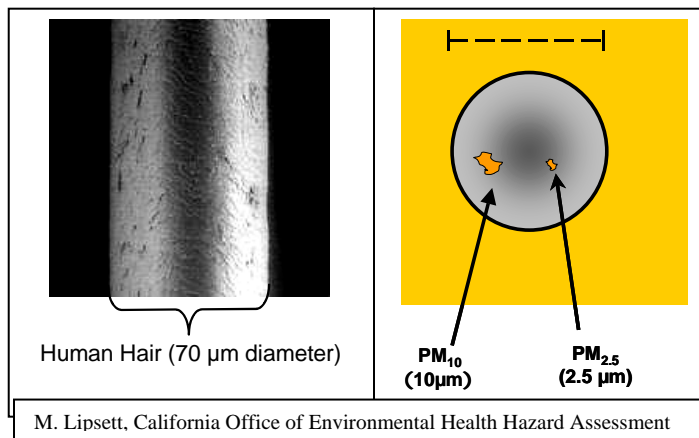 Human Hair (70 µm diameter)
PM10
(10µm)
PM2.5
(2.5 µm)
M. Lipsett, California Office of Environmental Health Hazard Assessment